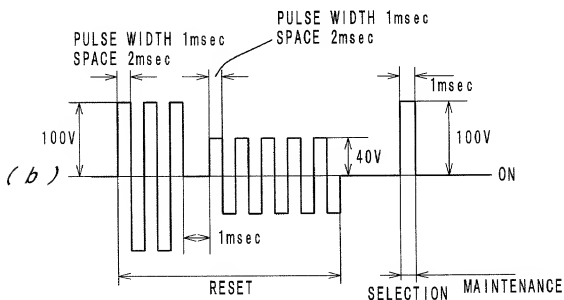 PULSE WIDTH 1msec
SPACE 2msec
PULSE WIDTH 1msec
SPACE 2msec
1msec
100V
100V
40V
(b)
ON
1msec
RESET
SELECTION
MAINTENANCE